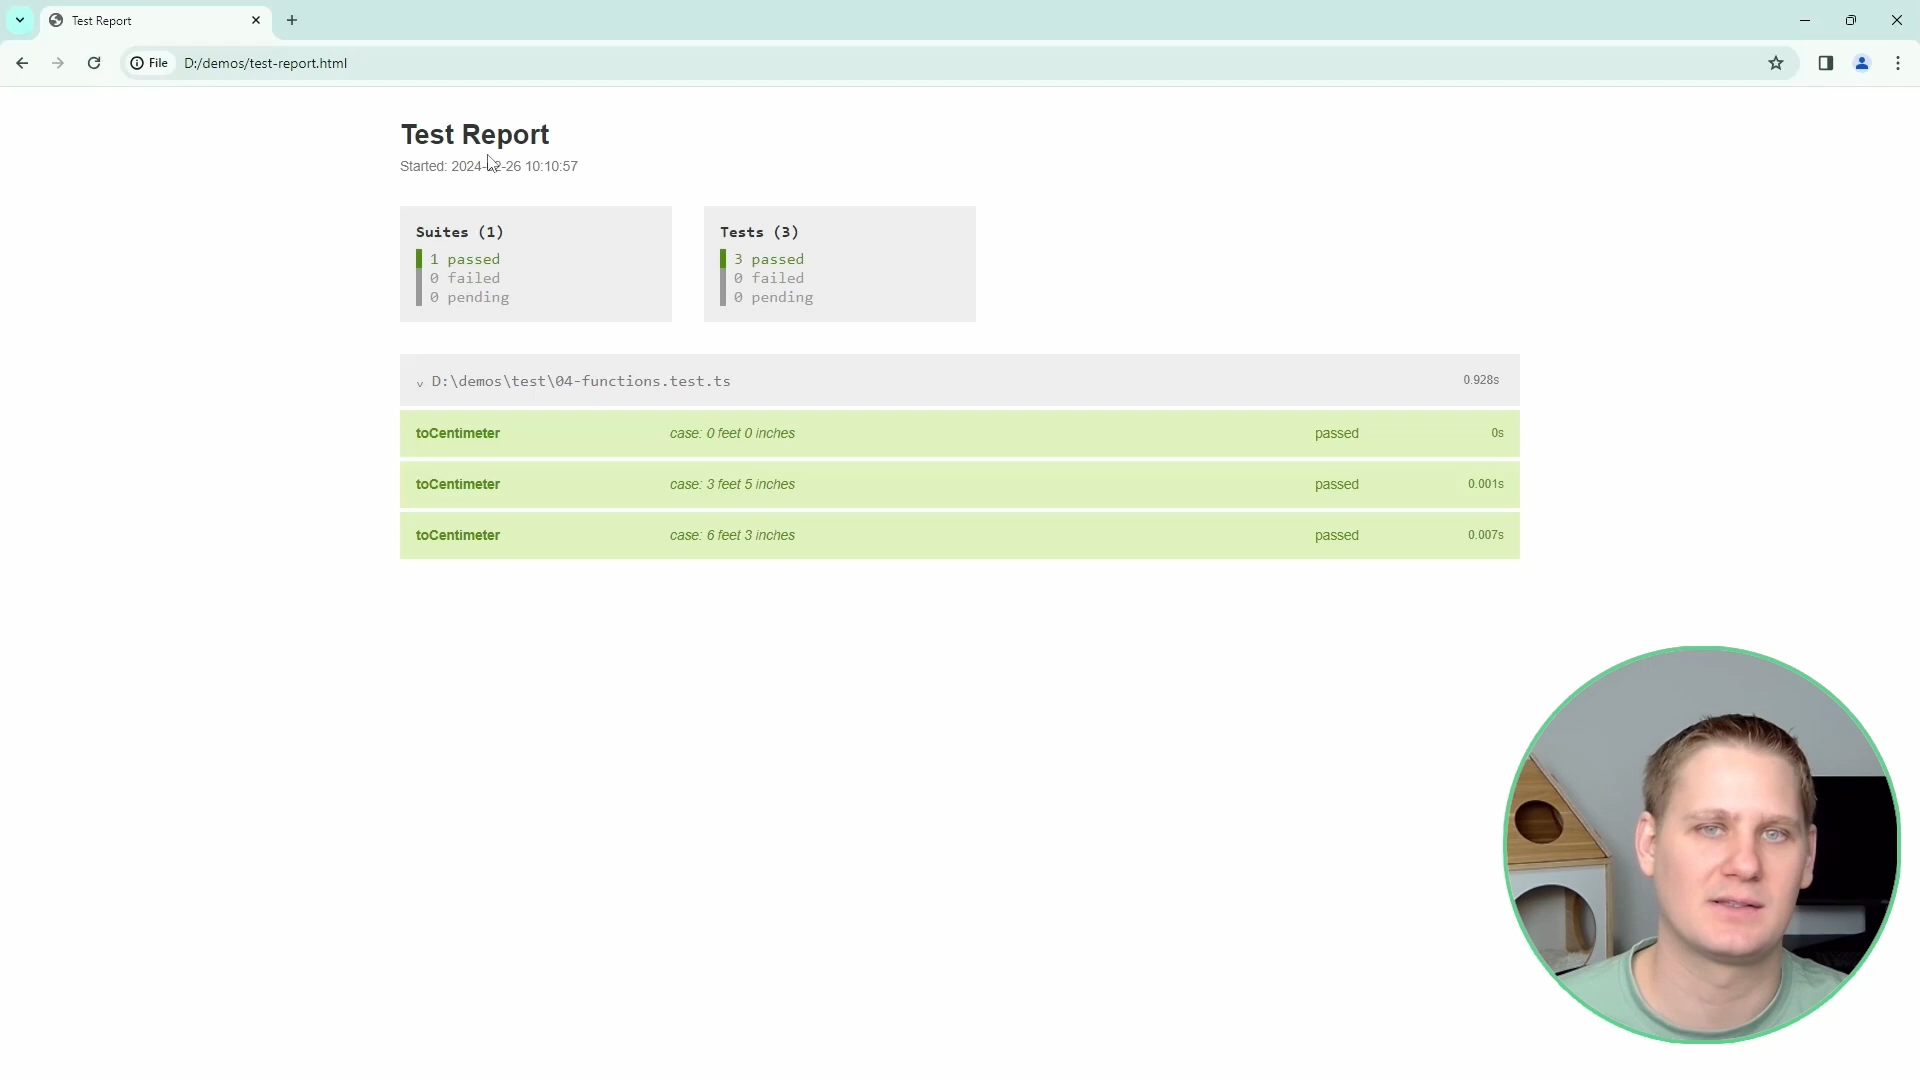 Test Report
File D:/demos/test-report.html
Test Report
Started: 2024- -26 10:10:57
Suites (1)
1 passed
0 failed
0 pending
Tests (3)
3 passed
0 failed
0 pending
D:\demos\test\04-functions.test.ts 0.928s
toCentimeter case: 0 feet 0 inches passed 0s
toCentimeter case: 3 feet 5 inches passed 0.001s
toCentimeter case: 6 feet 3 inches passed 0.007s